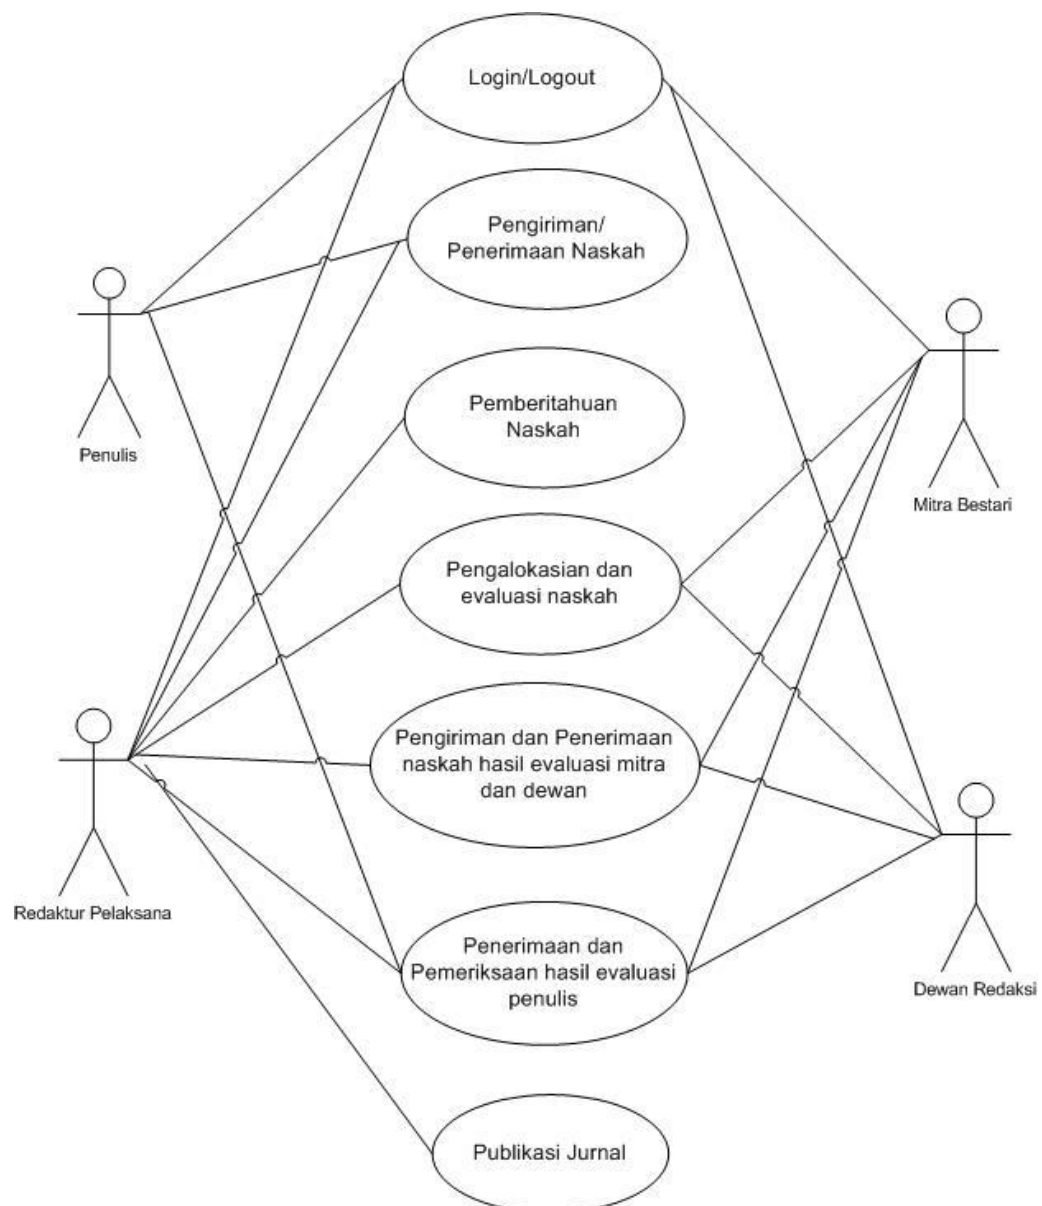 Login/Logout
Pengiriman/
Penerimaan Naskah
Penulis
Pemberitahuan
Naskah
Mitra Bestari
Pengalokasian dan
evaluasi naskah
Pengiriman dan Penerimaan
naskah hasil evaluasi mitra
dan dewan
Redaktur Pelaksana
Penerimaan dan
Pemeriksaan hasil evaluasi
penulis
Dewan Redaksi
Publikasi Jurnal